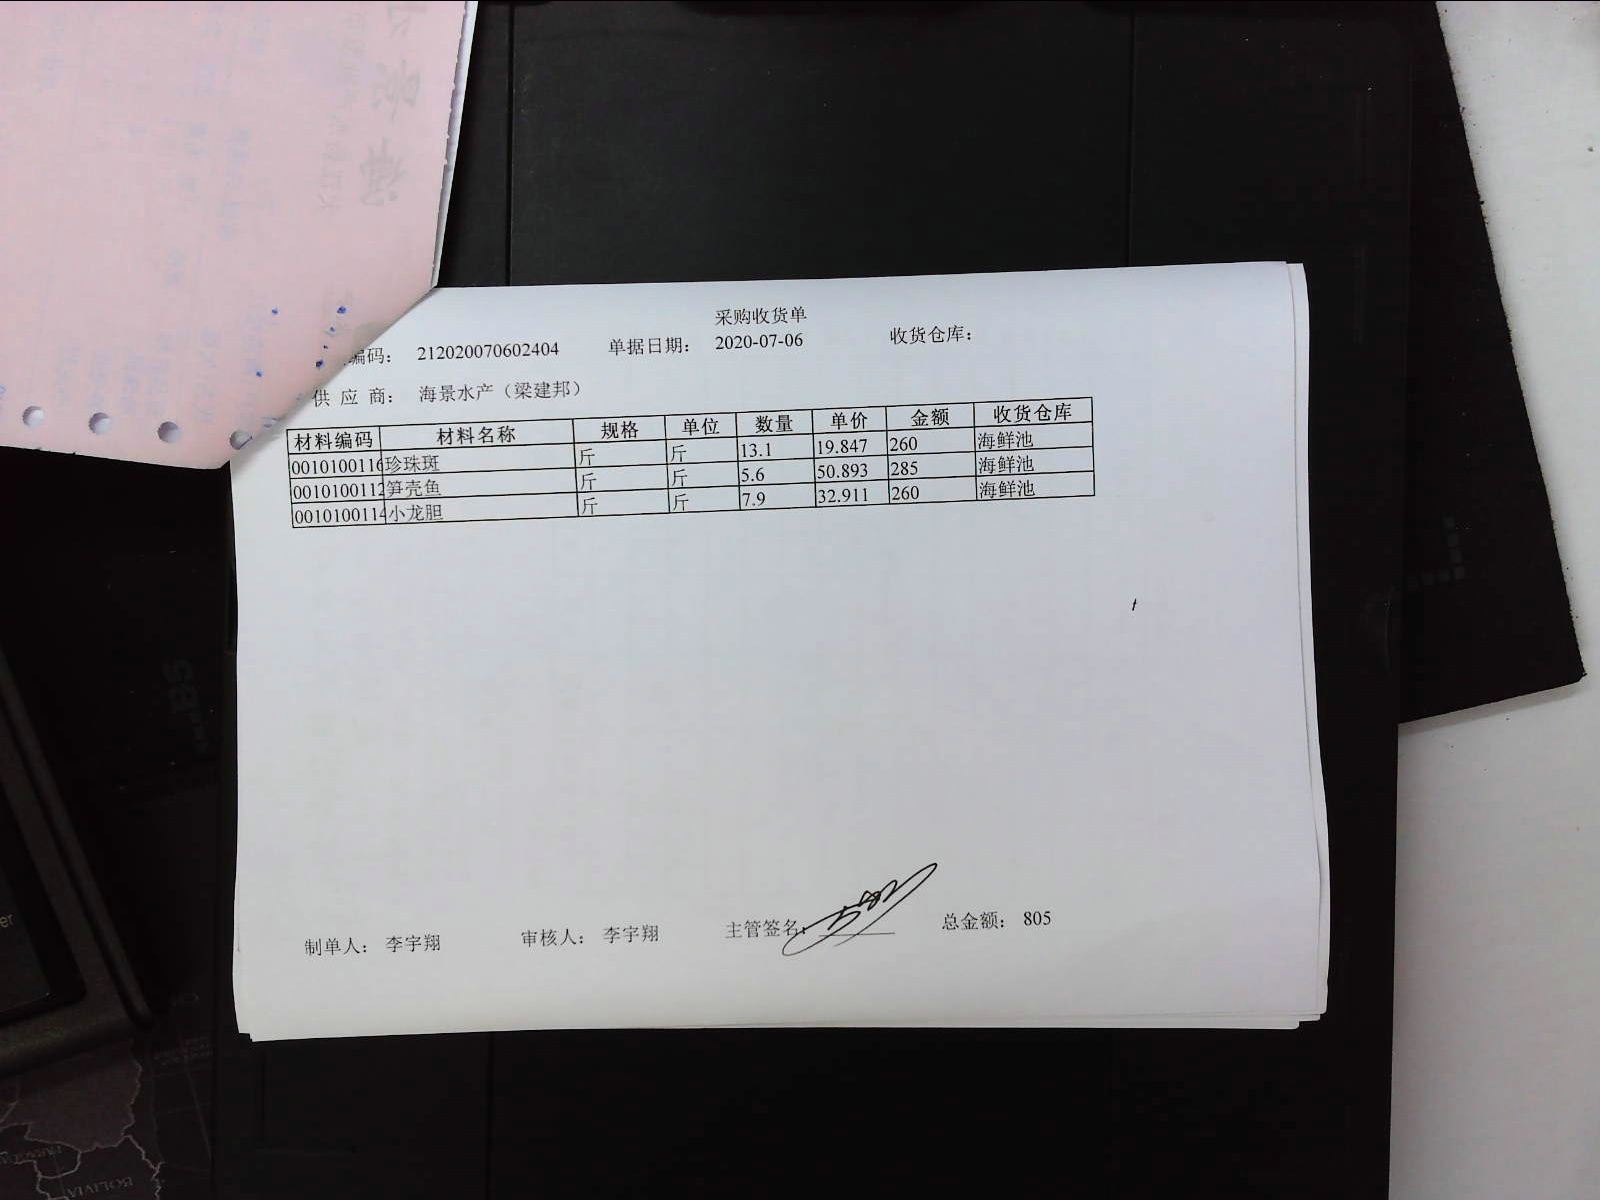 采购收货单
编码： 212020070602404 单据日期： 2020-07-06 收货仓库：
供 应 商： 海景水产（梁建邦）
材料编码 材料名称 规格 单位 数量 单价 金额 收货仓库
0010100116 珍珠斑 斤 斤 13.1 19.847 260 海鲜池
0010100112 笋壳鱼 斤 斤 5.6 50.893 285 海鲜池
0010100114 小龙胆 斤 斤 7.9 32.911 260 海鲜池
制单人： 李宇翔 审核人： 李宇翔 主管签名： 总金额： 805
BOLIVIA